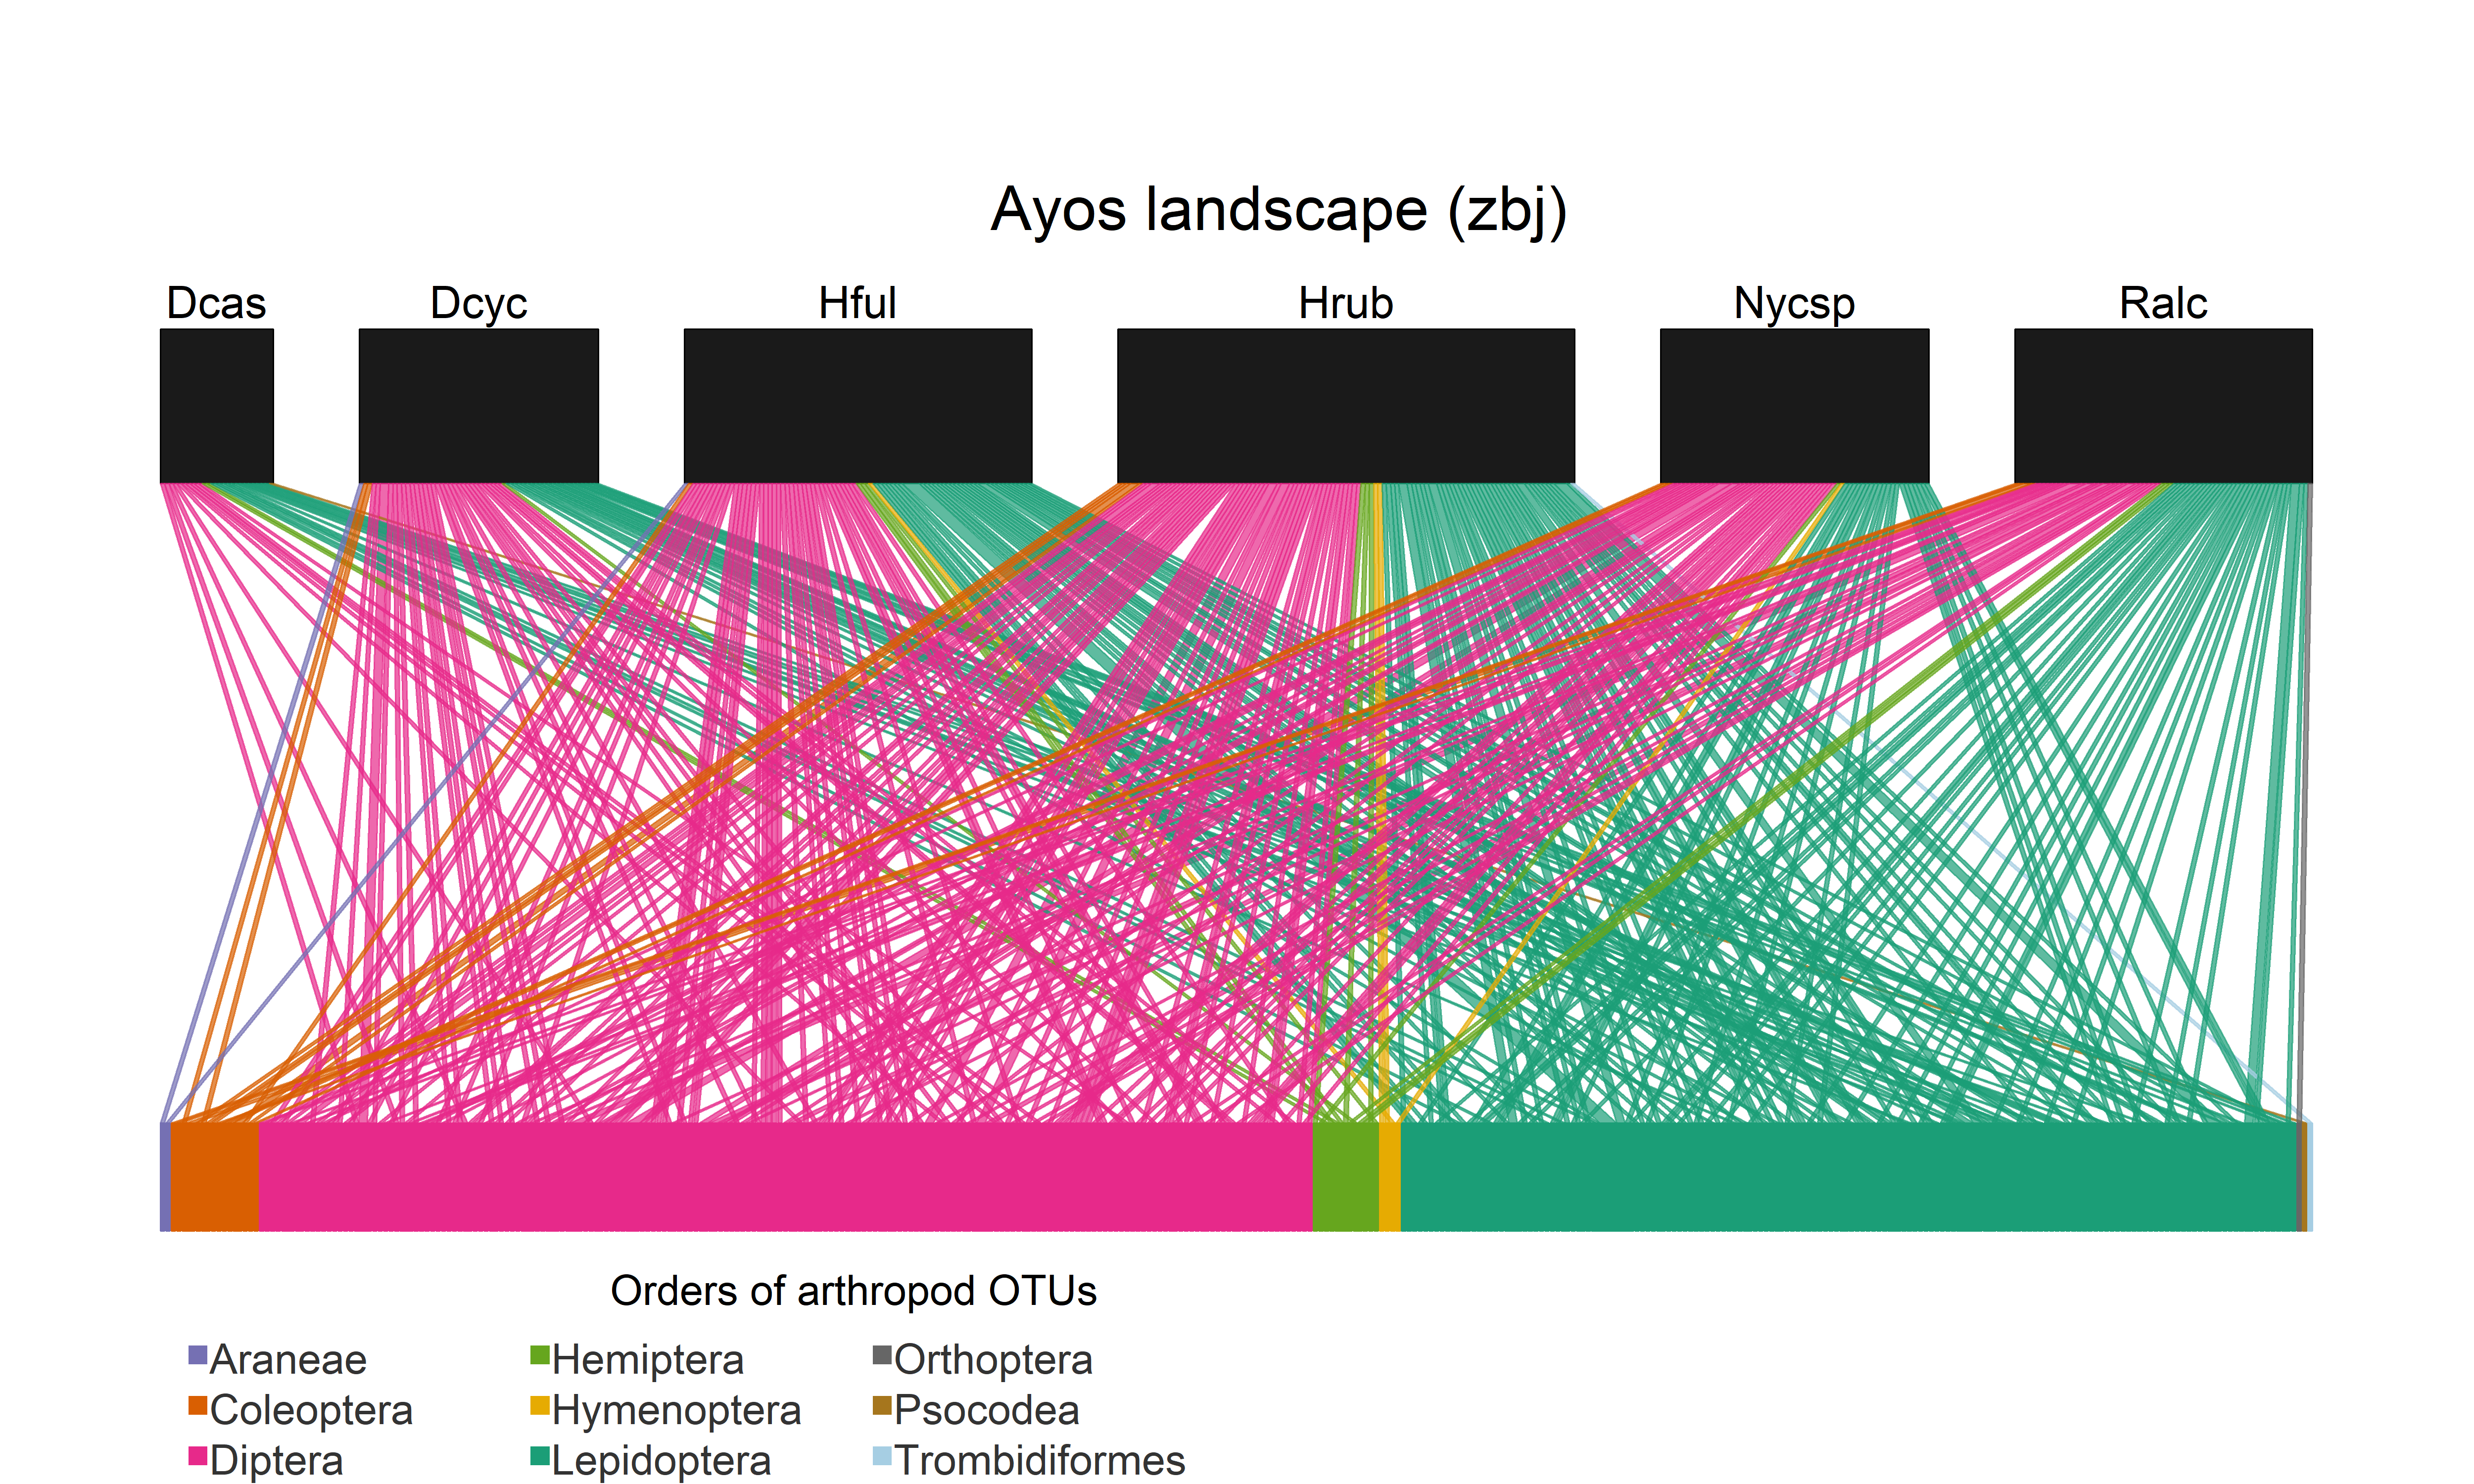 Ayos landscape (zbj)
Dcas Dcyc Hful Hrub Nycsp Ralc
Orders of arthropod OTUs
Araneae Hemiptera Orthoptera
Coleoptera Hymenoptera Psocodea
Diptera Lepidoptera Trombidiformes